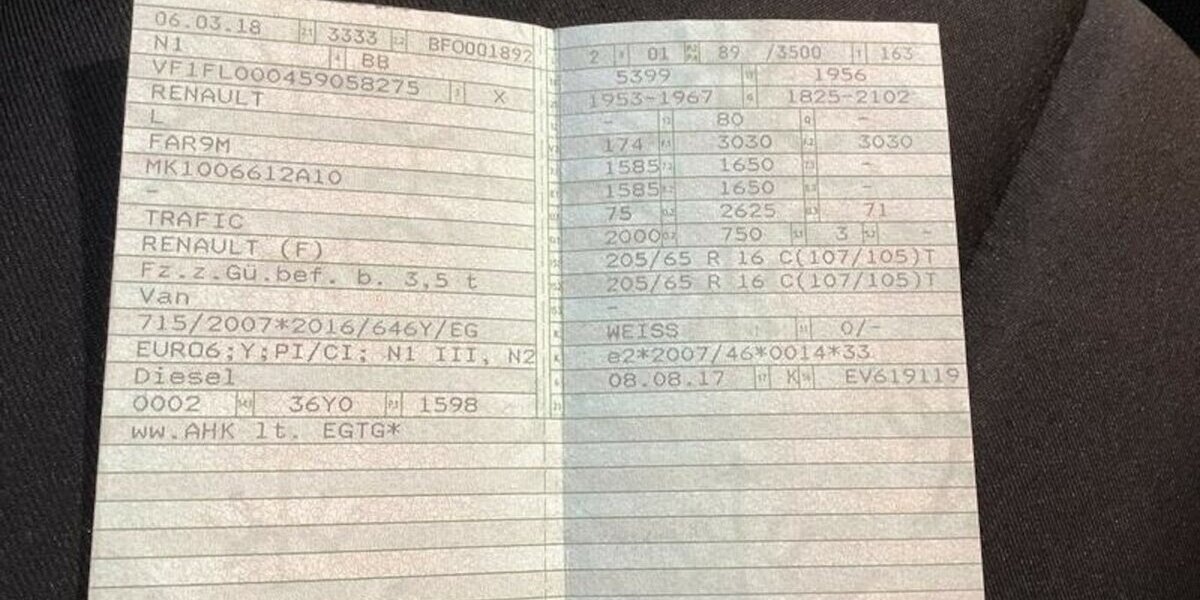 06.03.18 3333 BFO001892
N1 BB
VF1FL000459058275 X
RENAULT
L
FAR9M
MK1006612A10
-
TRAFIC
RENAULT (F)
Fz.z.Gü.bef. b. 3,5 t
Van
715/2007*2016/646Y/EG
EURO6;Y;PI/CI; N1 III, N2
Diesel
0002 36Y0 1598
ww.AHK lt. EGTG*
2 01 89 /3500 163
5399 1956
1953-1967 1825-2102
- 80 -
174 3030 3030
1585 1650 -
1585 1650 -
75 2625 71
2000 750 3 -
205/65 R 16 C(107/105)T
205/65 R 16 C(107/105)T
-
WEISS 0/-
e2*2007/46*0014*33
08.08.17 K EV619119